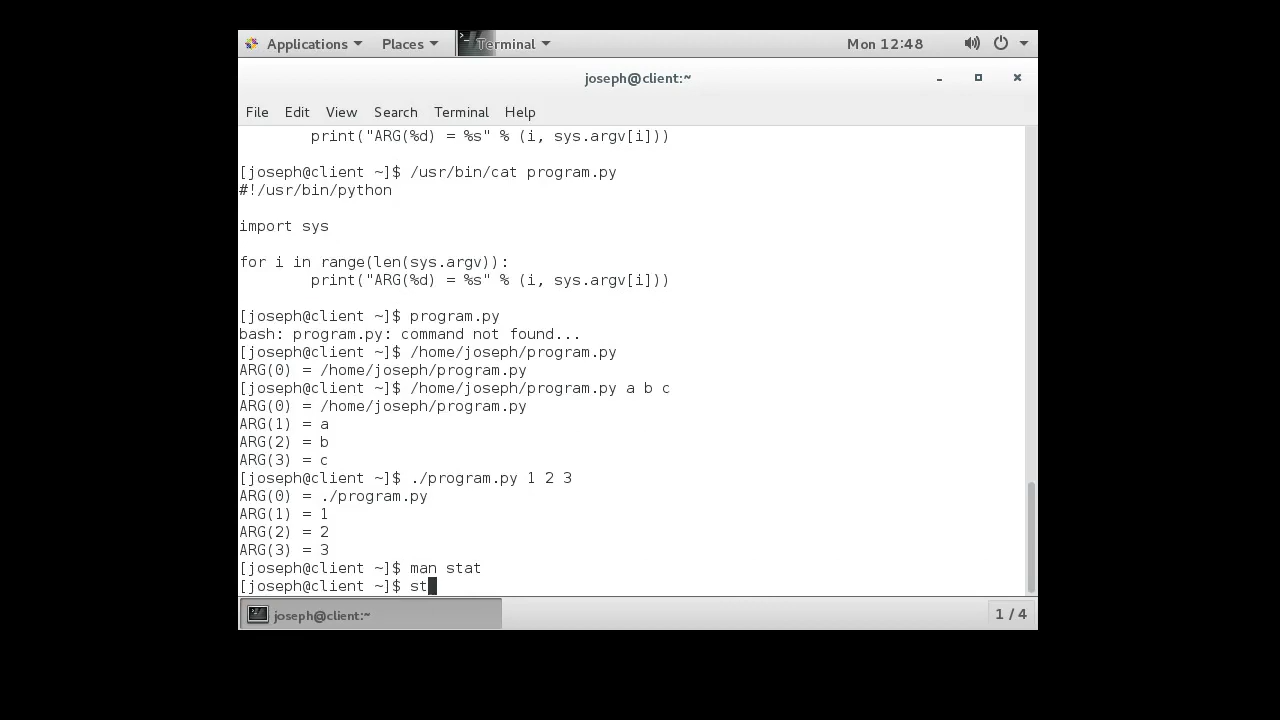 Applications Places Terminal Mon 12:48
joseph@client:~
File Edit View Search Terminal Help
        print("ARG(%d) = %s" % (i, sys.argv[i]))
[joseph@client ~]$ /usr/bin/cat program.py
#!/usr/bin/python
import sys
for i in range(len(sys.argv)):
        print("ARG(%d) = %s" % (i, sys.argv[i]))
[joseph@client ~]$ program.py
bash: program.py: command not found...
[joseph@client ~]$ /home/joseph/program.py
ARG(0) = /home/joseph/program.py
[joseph@client ~]$ /home/joseph/program.py a b c
ARG(0) = /home/joseph/program.py
ARG(1) = a
ARG(2) = b
ARG(3) = c
[joseph@client ~]$ ./program.py 1 2 3
ARG(0) = ./program.py
ARG(1) = 1
ARG(2) = 2
ARG(3) = 3
[joseph@client ~]$ man stat
[joseph@client ~]$ st
joseph@client:~ 1 / 4